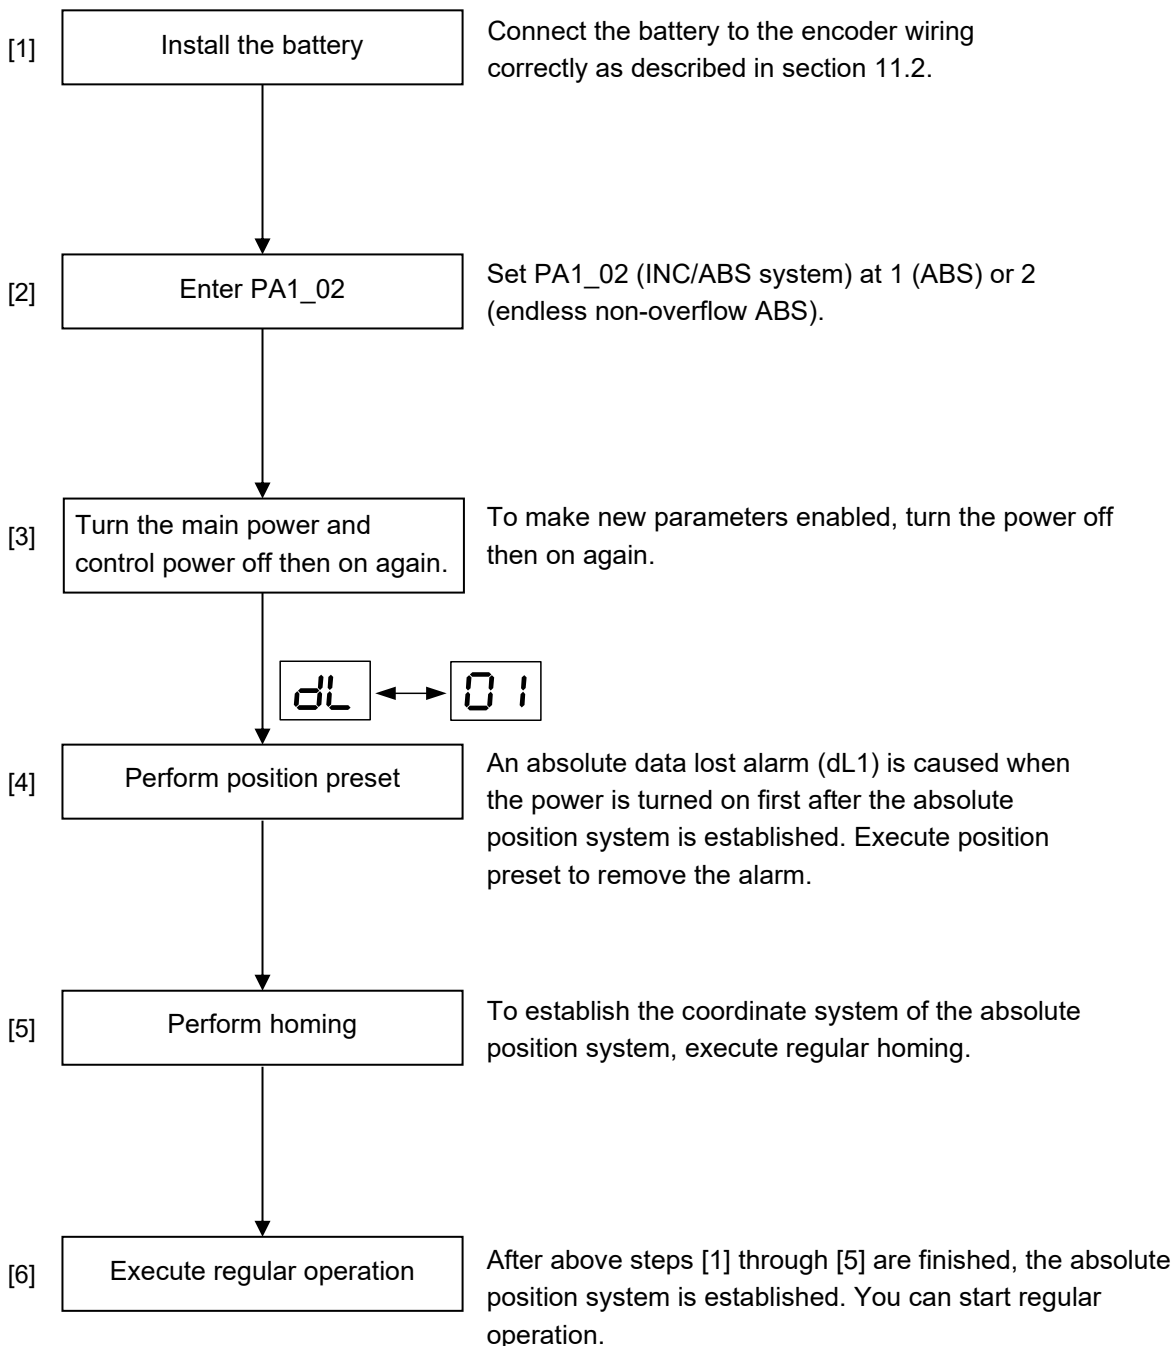 [1]
Install the battery
Connect the battery to the encoder wiring
correctly as described in section 11.2.
[2]
Enter PA1_02
Set PA1_02 (INC/ABS system) at 1 (ABS) or 2
(endless non-overflow ABS).
[3]
Turn the main power and
control power off then on again.
To make new parameters enabled, turn the power off
then on again.
dL
01
[4]
Perform position preset
An absolute data lost alarm (dL1) is caused when
the power is turned on first after the absolute
position system is established. Execute position
preset to remove the alarm.
[5]
Perform homing
To establish the coordinate system of the absolute
position system, execute regular homing.
[6]
Execute regular operation
After above steps [1] through [5] are finished, the absolute
position system is established. You can start regular
operation.